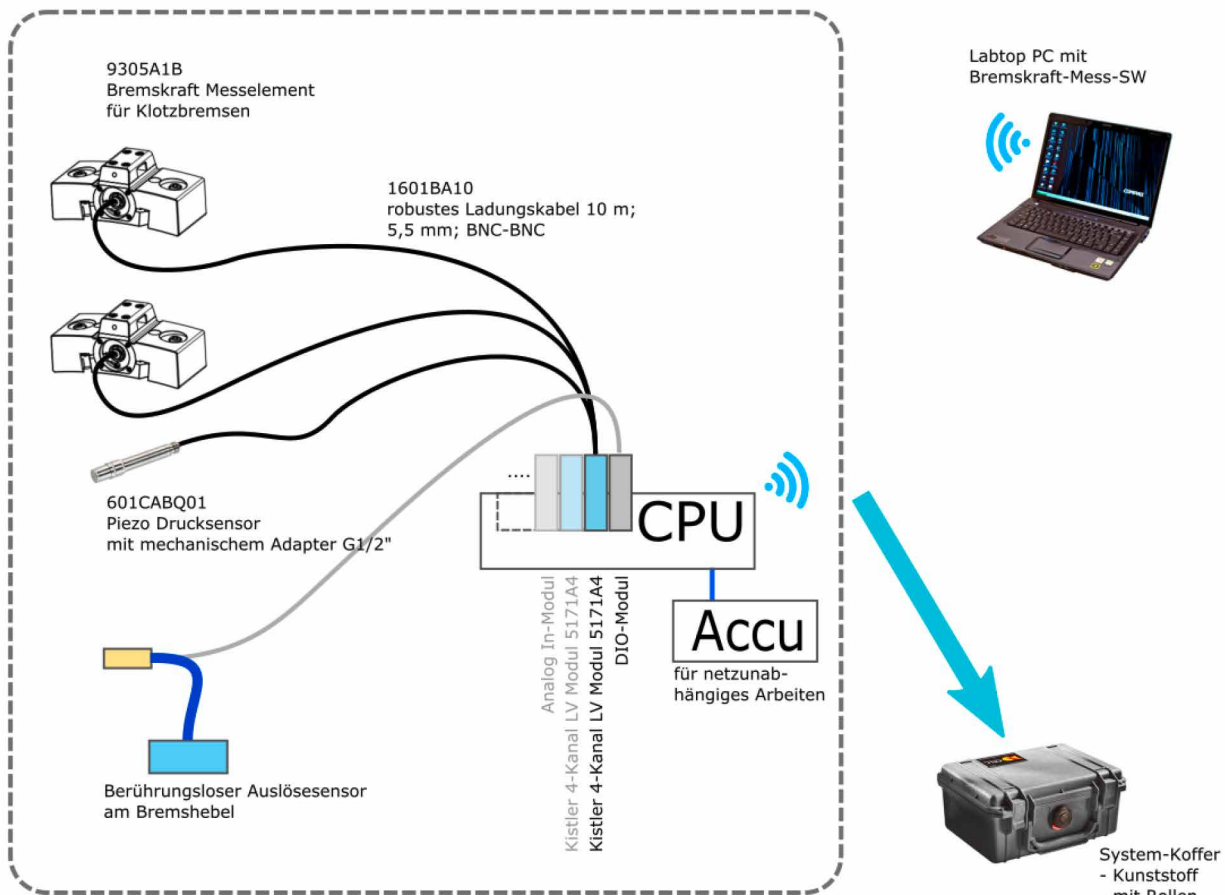 9305A1B
Bremskraft Messelement
für Klotzbremsen
1601BA10
robustes Ladungskabel 10 m;
5,5 mm; BNC-BNC
Labtop PC mit
Bremskraft-Mess-SW
601CABQ01
Piezo Drucksensor
mit mechanischem Adapter G1/2"
....
CPU
Accu
für netzunab-
hängiges Arbeiten
Analog In-Modul
Kistler 4-Kanal LV Modul 5171A4
Kistler 4-Kanal LV Modul 5171A4
DIO-Modul
Berührungsloser Auslösesensor
am Bremshebel
System-Koffer
- Kunststoff